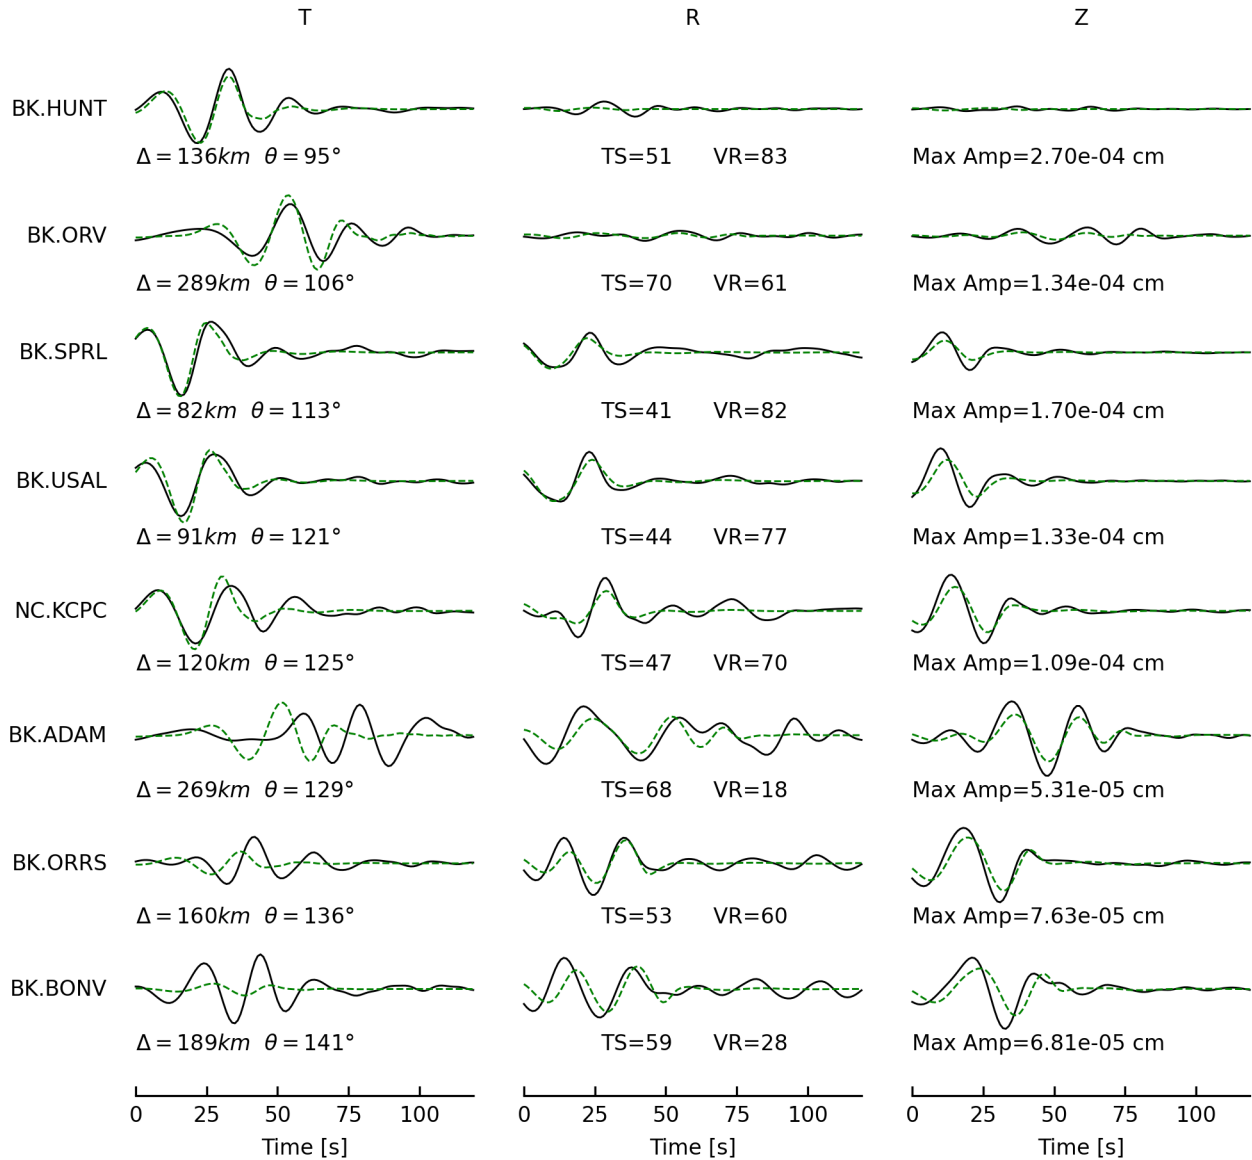 T R Z
BK.HUNT
Δ = 136km θ = 95° TS=51 VR=83 Max Amp=2.70e-04 cm
BK.ORV
Δ = 289km θ = 106° TS=70 VR=61 Max Amp=1.34e-04 cm
BK.SPRL
Δ = 82km θ = 113° TS=41 VR=82 Max Amp=1.70e-04 cm
BK.USAL
Δ = 91km θ = 121° TS=44 VR=77 Max Amp=1.33e-04 cm
NC.KCPC
Δ = 120km θ = 125° TS=47 VR=70 Max Amp=1.09e-04 cm
BK.ADAM
Δ = 269km θ = 129° TS=68 VR=18 Max Amp=5.31e-05 cm
BK.ORRS
Δ = 160km θ = 136° TS=53 VR=60 Max Amp=7.63e-05 cm
BK.BONV
Δ = 189km θ = 141° TS=59 VR=28 Max Amp=6.81e-05 cm
0 25 50 75 100 0 25 50 75 100 0 25 50 75 100
Time [s] Time [s] Time [s]